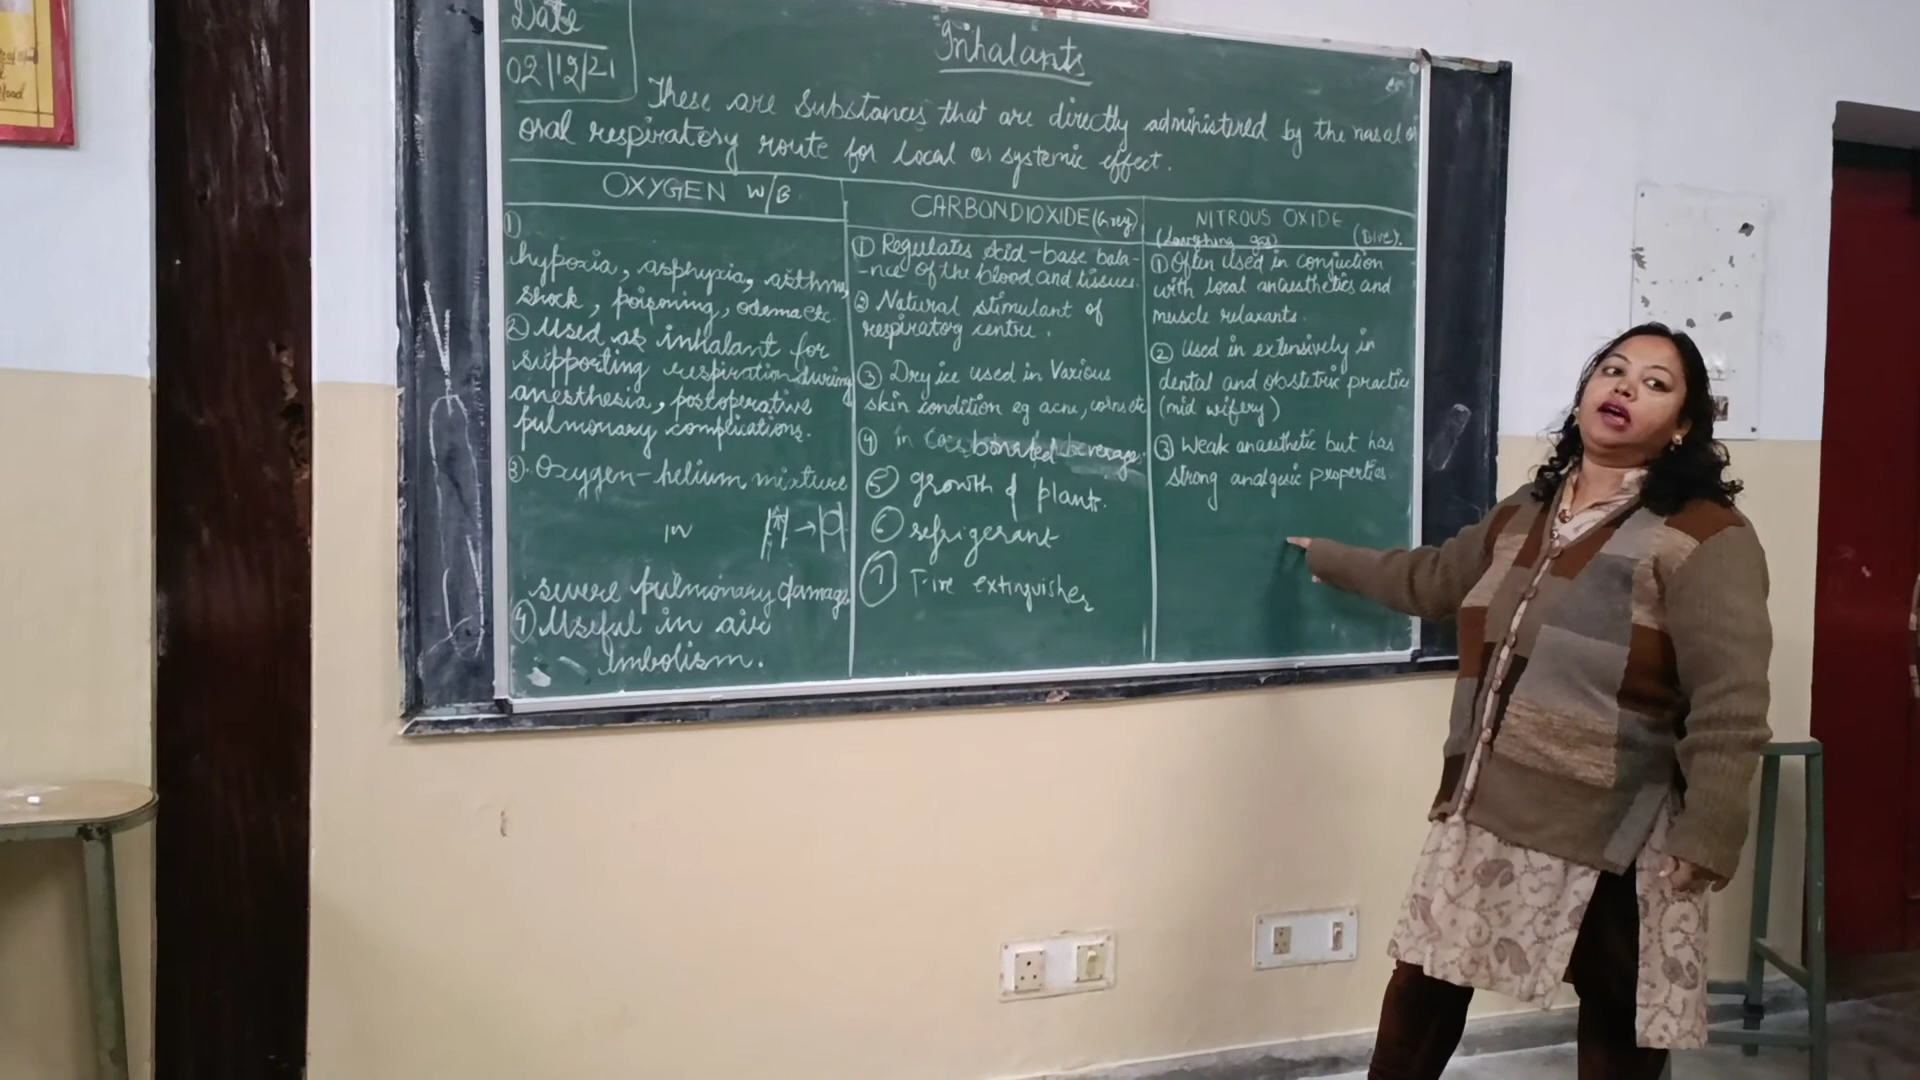 Date
02/12/21
Inhalants
These are substances that are directly administered by the nasal or
oral respiratory route for local or systemic effect.
OXYGEN W/B
①
hypoxia, asphyxia, asthma,
shock, poisoning, odema etc.
② Used as inhalant for
supporting respiration during
anesthesia, postoperative
pulmonary complications.
③. Oxygen-helium mixture
in
severe pulmonary damage
④ Useful in air
imbolism.
CARBONDIOXIDE (Grey)
① Regulates acid-base bala-
-nce of the blood and tissues.
② Natural stimulant of
respiratory centre.
③ Dry ice used in Various
skin condition eg acne, corns etc
④ in Carbonated beverage.
⑤ growth of plants.
⑥ refrigerant
⑦ Fire extinguisher
NITROUS OXIDE
(Laughing gas) (Blue).
① Often used in conjuction
with local anaesthetics and
muscle relaxants.
② Used in extensively in
dental and obstetric practice
(mid wifery)
③ Weak anaesthetic but has
strong analgesic properties.